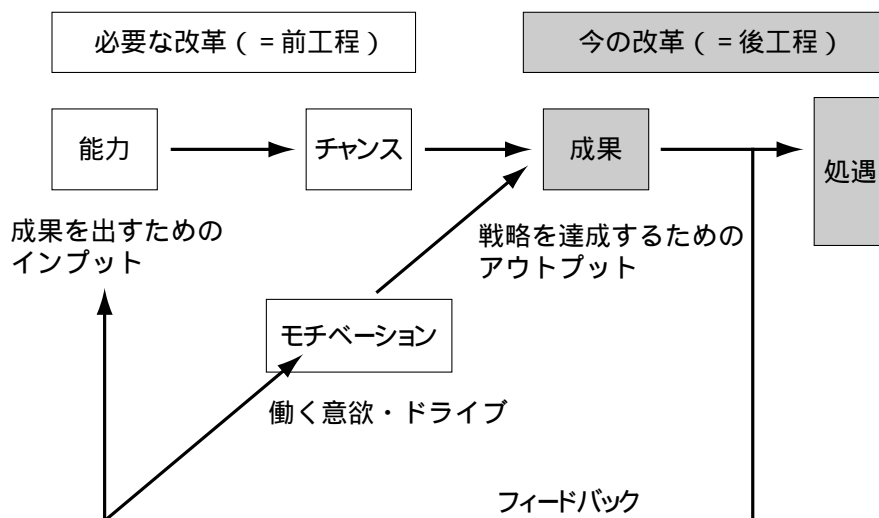 必要な改革（=前工程）
今の改革（=後工程）
能力
チャンス
成果
処遇
成果を出すための
インプット
戦略を達成するための
アウトプット
モチベーション
働く意欲・ドライブ
フィードバック